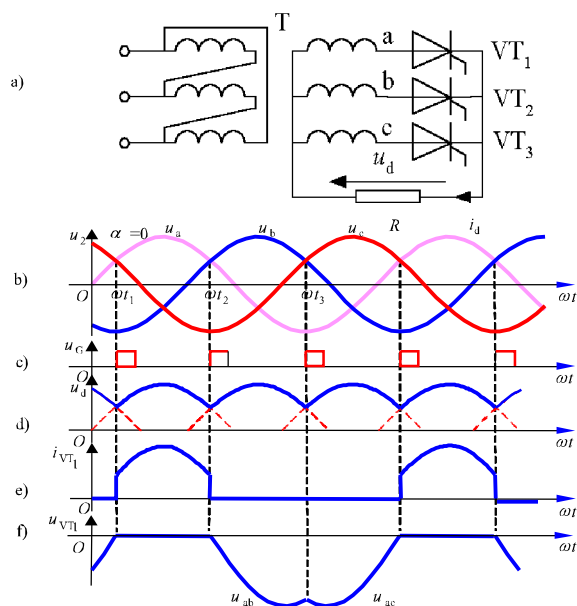 T
a)
a
VT1
b
VT2
c
VT3
ud
u2
α =0
ua
ub
uc
R
id
b)
O
ωt1
ωt2
ωt3
ωt
uG
c)
O
ωt
ud
d)
O
ωt
iVT1
e)
O
ωt
uVT1
f)
O
ωt
uab
uac